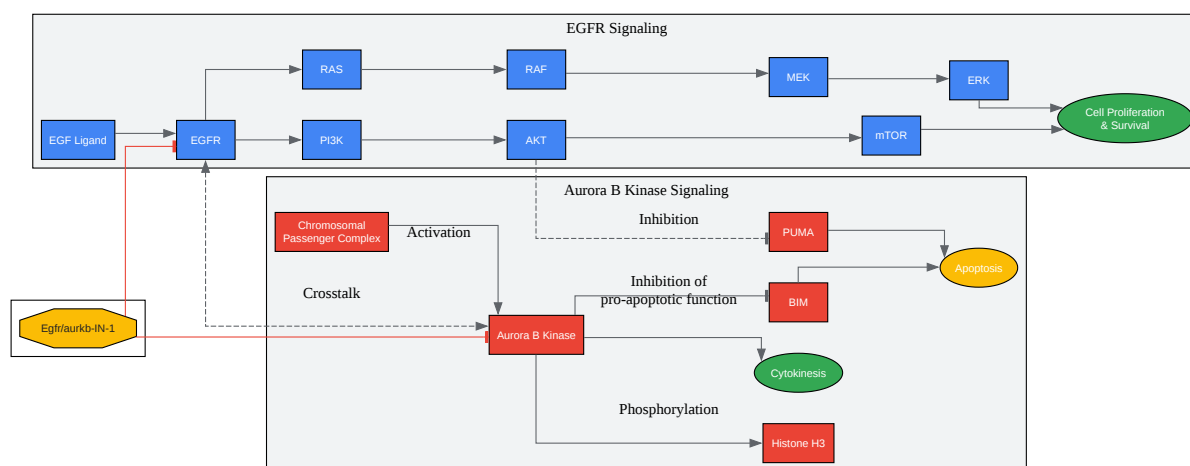 EGFR Signaling
RAS
RAF
MEK
ERK
Cell Proliferation
& Survival
EGF Ligand
EGFR
PI3K
AKT
mTOR
Aurora B Kinase Signaling
Chromosomal
Passenger Complex
Activation
Inhibition
PUMA
Apoptosis
Crosstalk
Inhibition of
pro-apoptotic function
BIM
Egfr/aurkb-IN-1
Aurora B Kinase
Cytokinesis
Phosphorylation
Histone H3